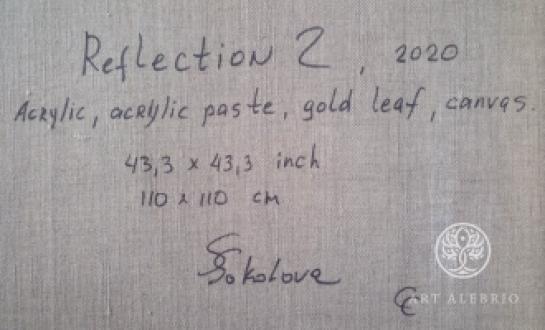 Reflection 2, 2020
Acrylic, acrylic paste, gold leaf, canvas.
43,3 x 43,3 inch
110 x 110 cm
Sokolova
ART ALEBRIO